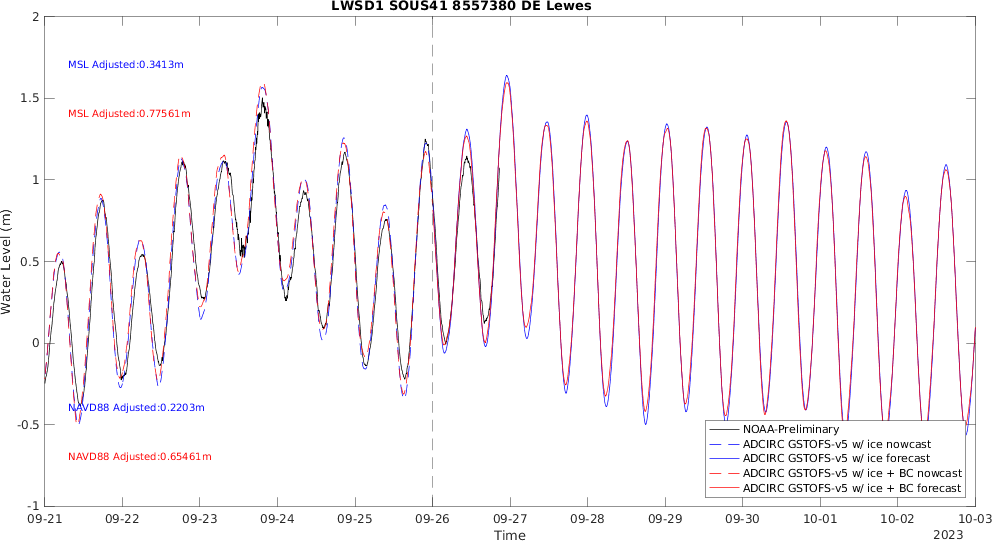 LWSD1 SOUS41 8557380 DE Lewes
2
1.5
1
0.5
0
-0.5
-1
Water Level (m)
MSL Adjusted:0.3413m
MSL Adjusted:0.77561m
NAVD88 Adjusted:0.2203m
NAVD88 Adjusted:0.65461m
NOAA-Preliminary
ADCIRC GSTOFS-v5 w/ ice nowcast
ADCIRC GSTOFS-v5 w/ ice forecast
ADCIRC GSTOFS-v5 w/ ice + BC nowcast
ADCIRC GSTOFS-v5 w/ ice + BC forecast
09-21 09-22 09-23 09-24 09-25 09-26 09-27 09-28 09-29 09-30 10-01 10-02 10-03
Time
2023